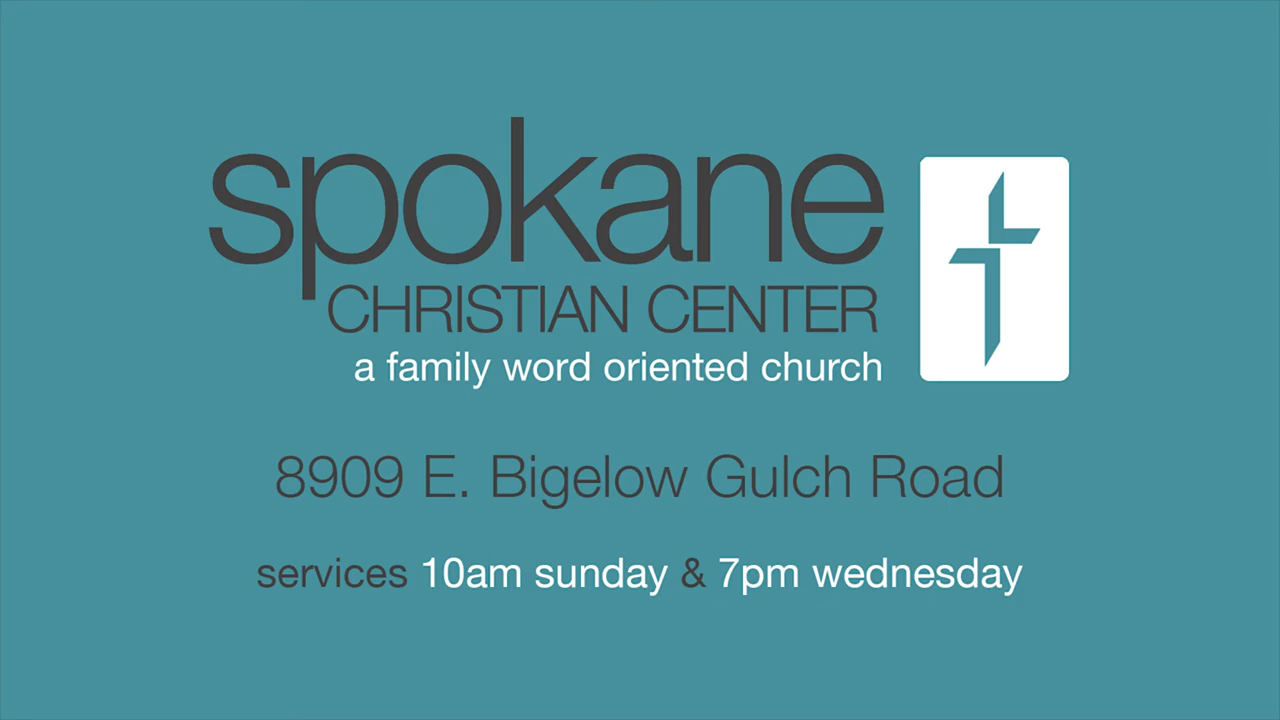 spokane
CHRISTIAN CENTER
a family word oriented church
8909 E. Bigelow Gulch Road
services 10am sunday & 7pm wednesday